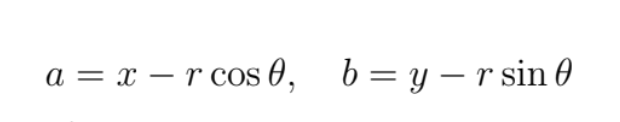 a = x − r cos θ, b = y − r sin θ